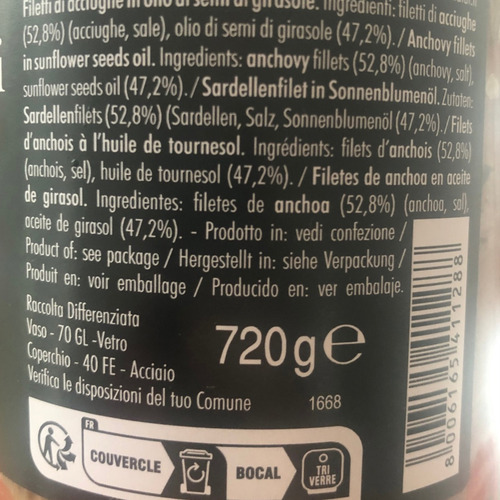 Filetti di acciughe in olio di semi di girasole. Ingredienti: filetti di acciughe
(52,8%) (acciughe, sale), olio di semi di girasole (47,2%). / Anchovy fillets
in sunflower seeds oil. Ingredients: anchovy fillets (52,8%) (anchovy, salt),
sunflower seeds oil (47,2%). / Sardellenfilet in Sonnenblumenöl. Zutaten:
Sardellenfilets (52,8%) (Sardellen, Salz, Sonnenblumenöl (47,2%). / Filets
d'anchois à l'huile de tournesol. Ingrédients: filets d'anchois (52,8%)
(anchois, sel), huile de tournesol (47,2%). / Filetes de anchoa en aceite
de girasol. Ingredientes: filetes de anchoa (52,8%) (anchoa, sal),
aceite de girasol (47,2%). - Prodotto in: vedi confezione /
Product of: see package / Hergestellt in: siehe Verpackung /
Produit en: voir emballage / Producido en: ver embalaje.
Raccolta Differenziata
Vaso - 70 GL -Vetro
Coperchio - 40 FE - Acciaio
Verifica le disposizioni del tuo Comune
720g e
1668
8 006165 411288
FR
COUVERCLE
BOCAL
TRI
VERRE